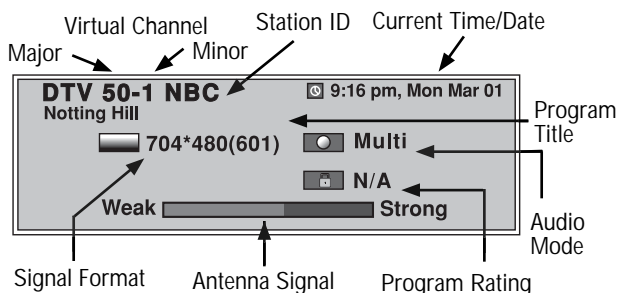 Virtual Channel
Station ID
Current Time/Date
Major
Minor
DTV 50-1 NBC
9:16 pm, Mon Mar 01
Notting Hill
Program
Title
704*480(601)
Multi
N/A
Weak
Strong
Audio
Mode
Signal Format
Antenna Signal
Program Rating